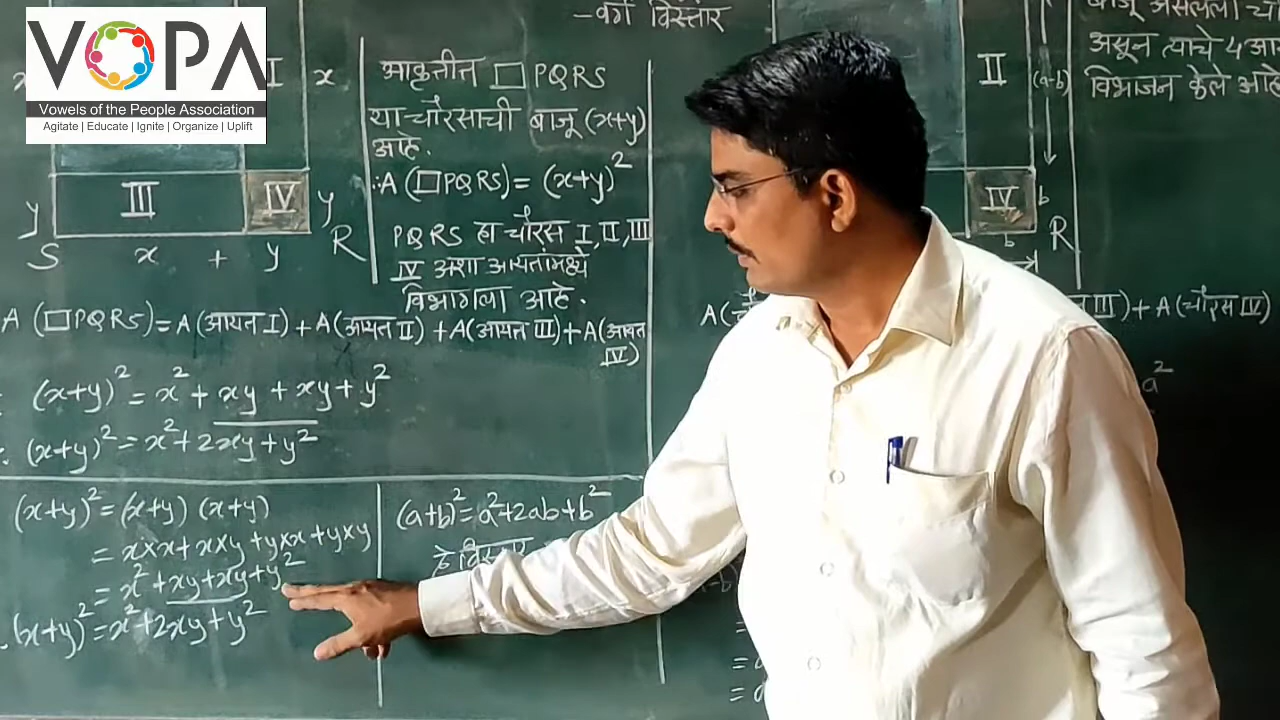 VOPA
Vowels of the People Association
Agitate | Educate | Ignite | Organize | Uplift
I x
III IV y
y
S x + y R
आकृतीत □ PQRS
या चौरसाची बाजू (x+y)
आहे.
∴A (□PQRS) = (x+y)²
PQRS हा चौरस I, II, III
IV अशा आयतांमध्ये
विभागला आहे.
A (□PQRS) = A(आयत I) + A(आयत II) + A(आयत III) + A(आयत
IV)
(x+y)² = x² + xy + xy + y²
(x+y)² = x² + 2xy + y²
(x+y)² = (x+y) (x+y)
= x×x + x×y + y×x + y×y
= x² + xy + xy + y²
(x+y)² = x² + 2xy + y²
(a+b)² = a² + 2ab + b²
हे विस्तार
- वर्ग विस्तार
II (a-b)
IV b
b R
असून त्याचे 4
विभाजन केले आहे
A(
III) + A (चौरस IV)
a²
=
=